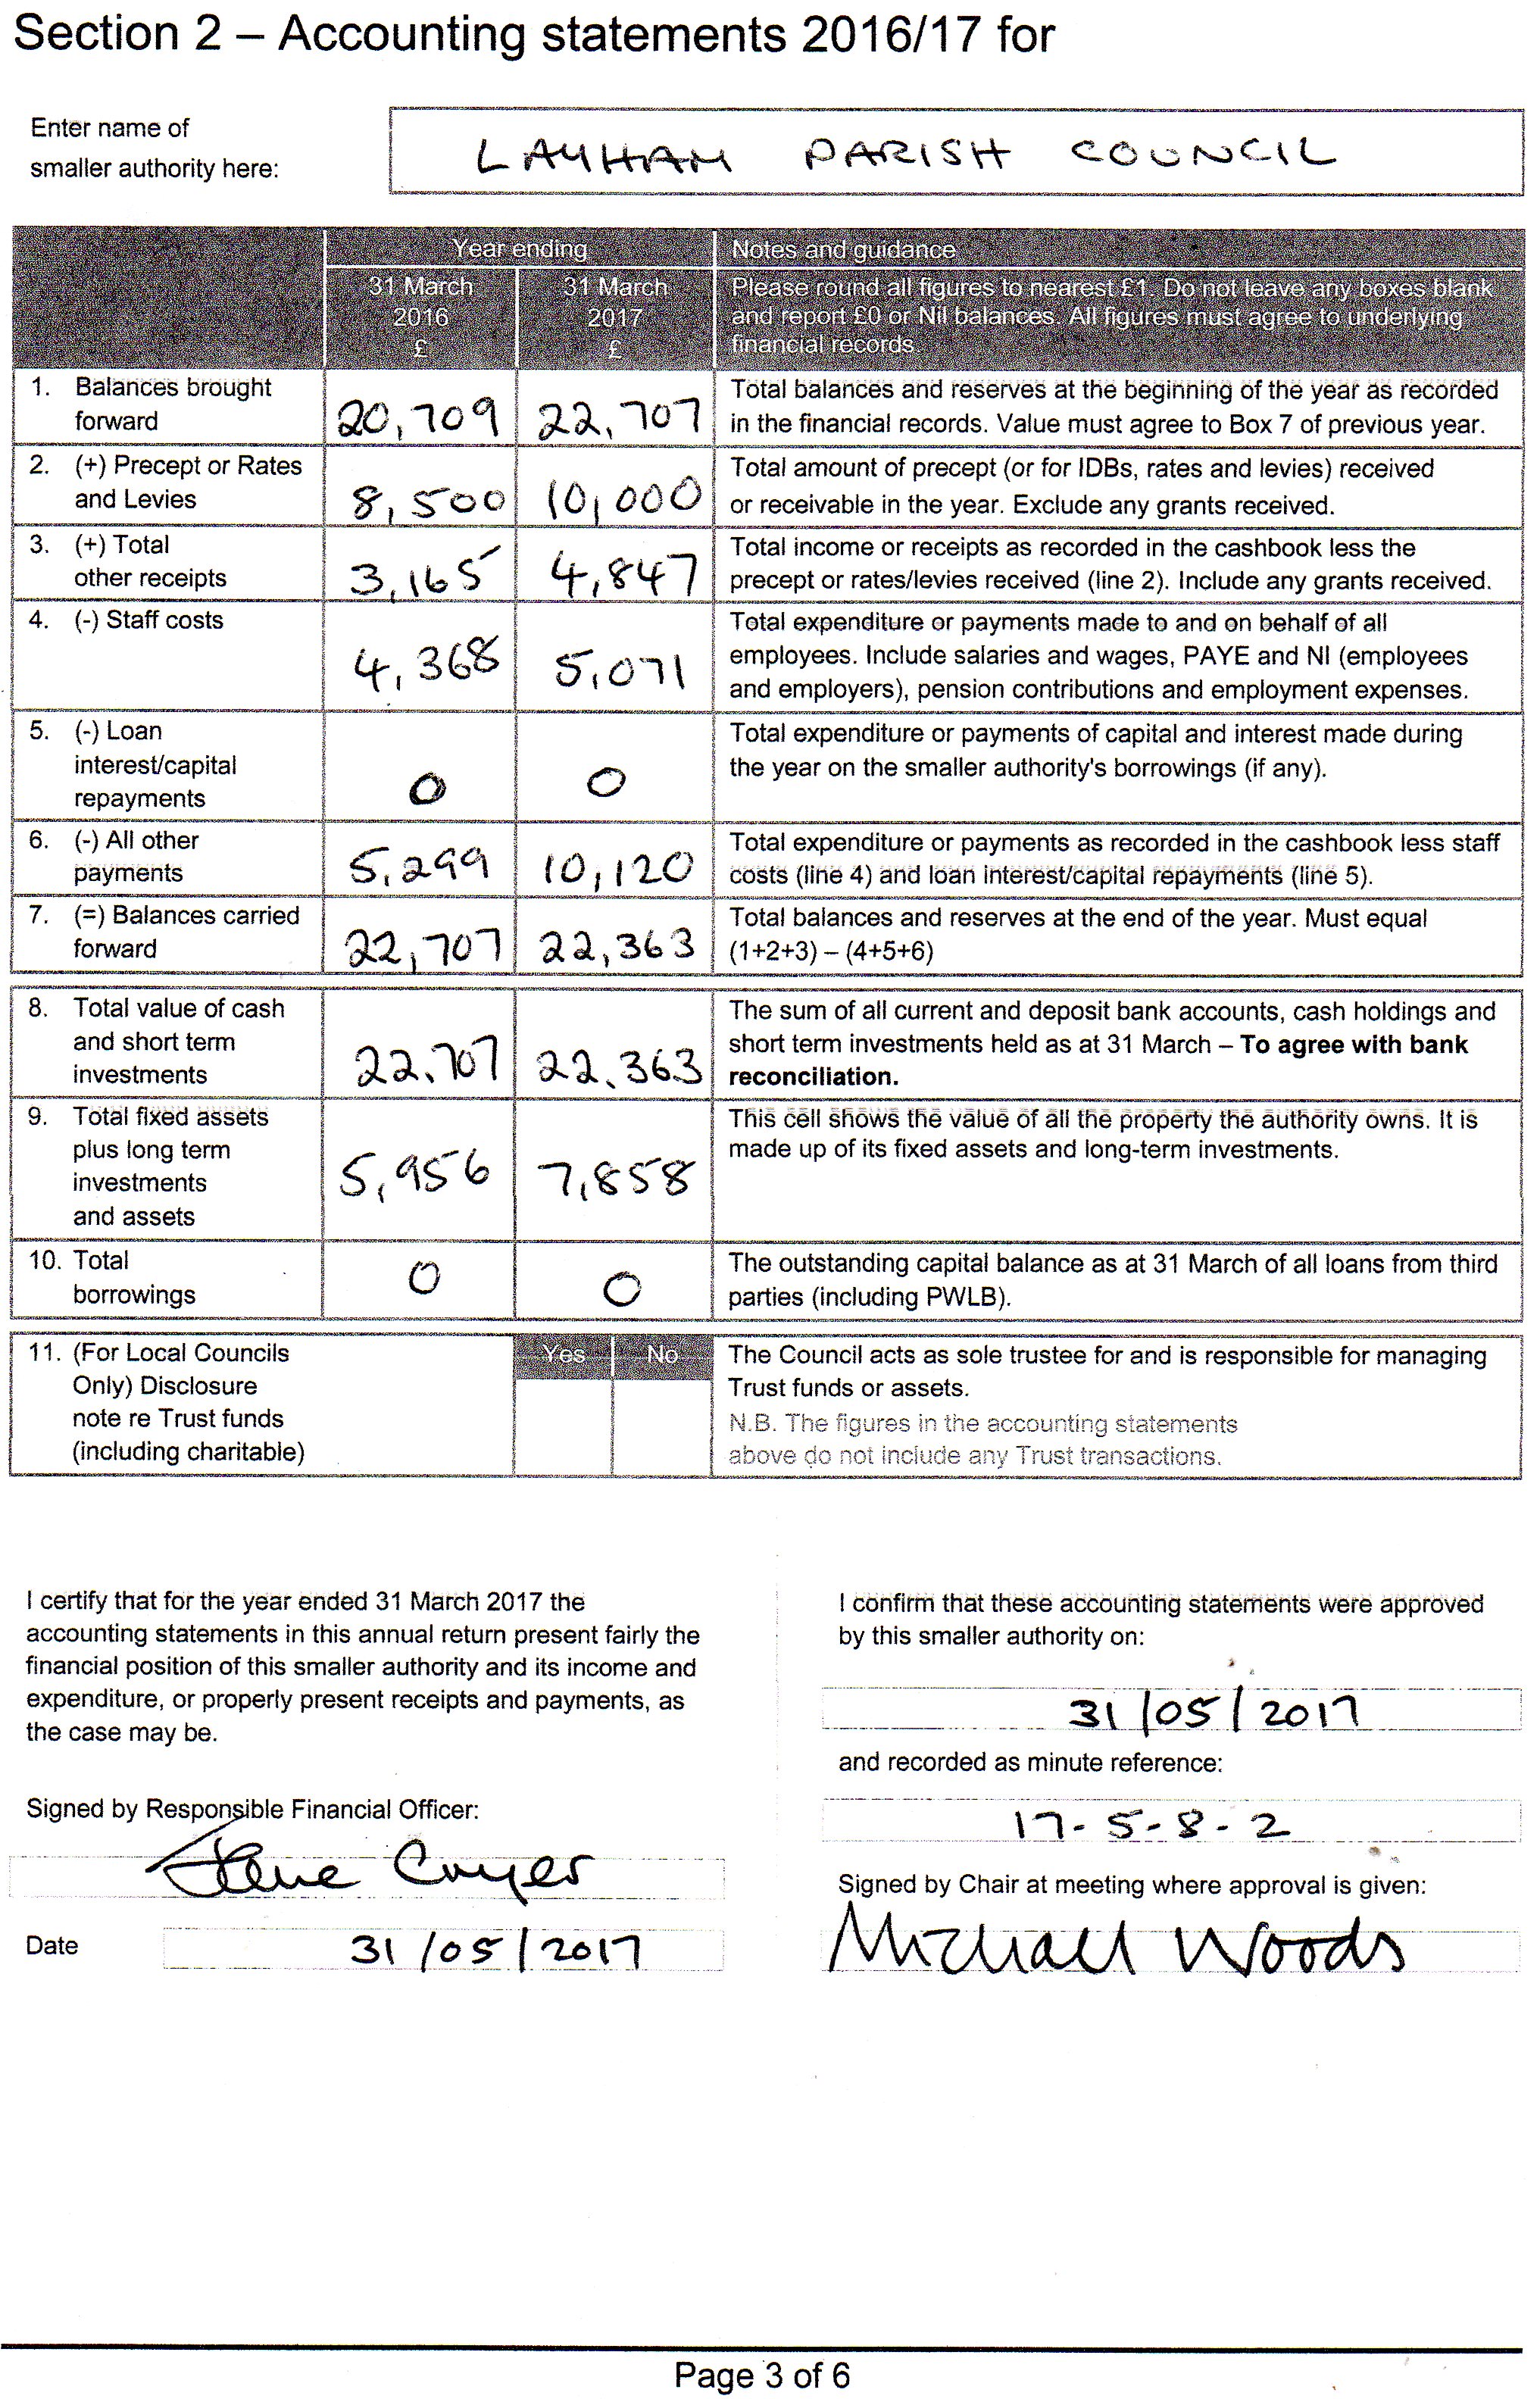 Section 2 – Accounting statements 2016/17 for
Enter name of
smaller authority here:
LAYHAM PARISH COUNCIL
Year ending
Notes and guidance
31 March
2016
£
31 March
2017
£
Please round all figures to nearest £1. Do not leave any boxes blank
and report £0 or Nil balances. All figures must agree to underlying
financial records.
1. Balances brought
forward
20,709
22,707
Total balances and reserves at the beginning of the year as recorded
in the financial records. Value must agree to Box 7 of previous year.
2. (+) Precept or Rates
and Levies
8,500
10,000
Total amount of precept (or for IDBs, rates and levies) received
or receivable in the year. Exclude any grants received.
3. (+) Total
other receipts
3,165
4,847
Total income or receipts as recorded in the cashbook less the
precept or rates/levies received (line 2). Include any grants received.
4. (-) Staff costs
4,368
5,071
Total expenditure or payments made to and on behalf of all
employees. Include salaries and wages, PAYE and NI (employees
and employers), pension contributions and employment expenses.
5. (-) Loan
interest/capital
repayments
0
0
Total expenditure or payments of capital and interest made during
the year on the smaller authority's borrowings (if any).
6. (-) All other
payments
5,299
10,120
Total expenditure or payments as recorded in the cashbook less staff
costs (line 4) and loan interest/capital repayments (line 5).
7. (=) Balances carried
forward
22,707
22,363
Total balances and reserves at the end of the year. Must equal
(1+2+3) – (4+5+6)
8. Total value of cash
and short term
investments
22.707
22.363
The sum of all current and deposit bank accounts, cash holdings and
short term investments held as at 31 March – To agree with bank
reconciliation.
9. Total fixed assets
plus long term
investments
and assets
5,956
7,858
This cell shows the value of all the property the authority owns. It is
made up of its fixed assets and long-term investments.
10. Total
borrowings
0
0
The outstanding capital balance as at 31 March of all loans from third
parties (including PWLB).
11. (For Local Councils
Only) Disclosure
note re Trust funds
(including charitable)
Yes
No
The Council acts as sole trustee for and is responsible for managing
Trust funds or assets.
N.B. The figures in the accounting statements
above do not include any Trust transactions.
I certify that for the year ended 31 March 2017 the
accounting statements in this annual return present fairly the
financial position of this smaller authority and its income and
expenditure, or properly present receipts and payments, as
the case may be.
Signed by Responsible Financial Officer:
Jane Cryer
Date
31/05/2017
I confirm that these accounting statements were approved
by this smaller authority on:
31/05/2017
and recorded as minute reference:
17-5-8-2
Signed by Chair at meeting where approval is given:
Michael Woods
Page 3 of 6